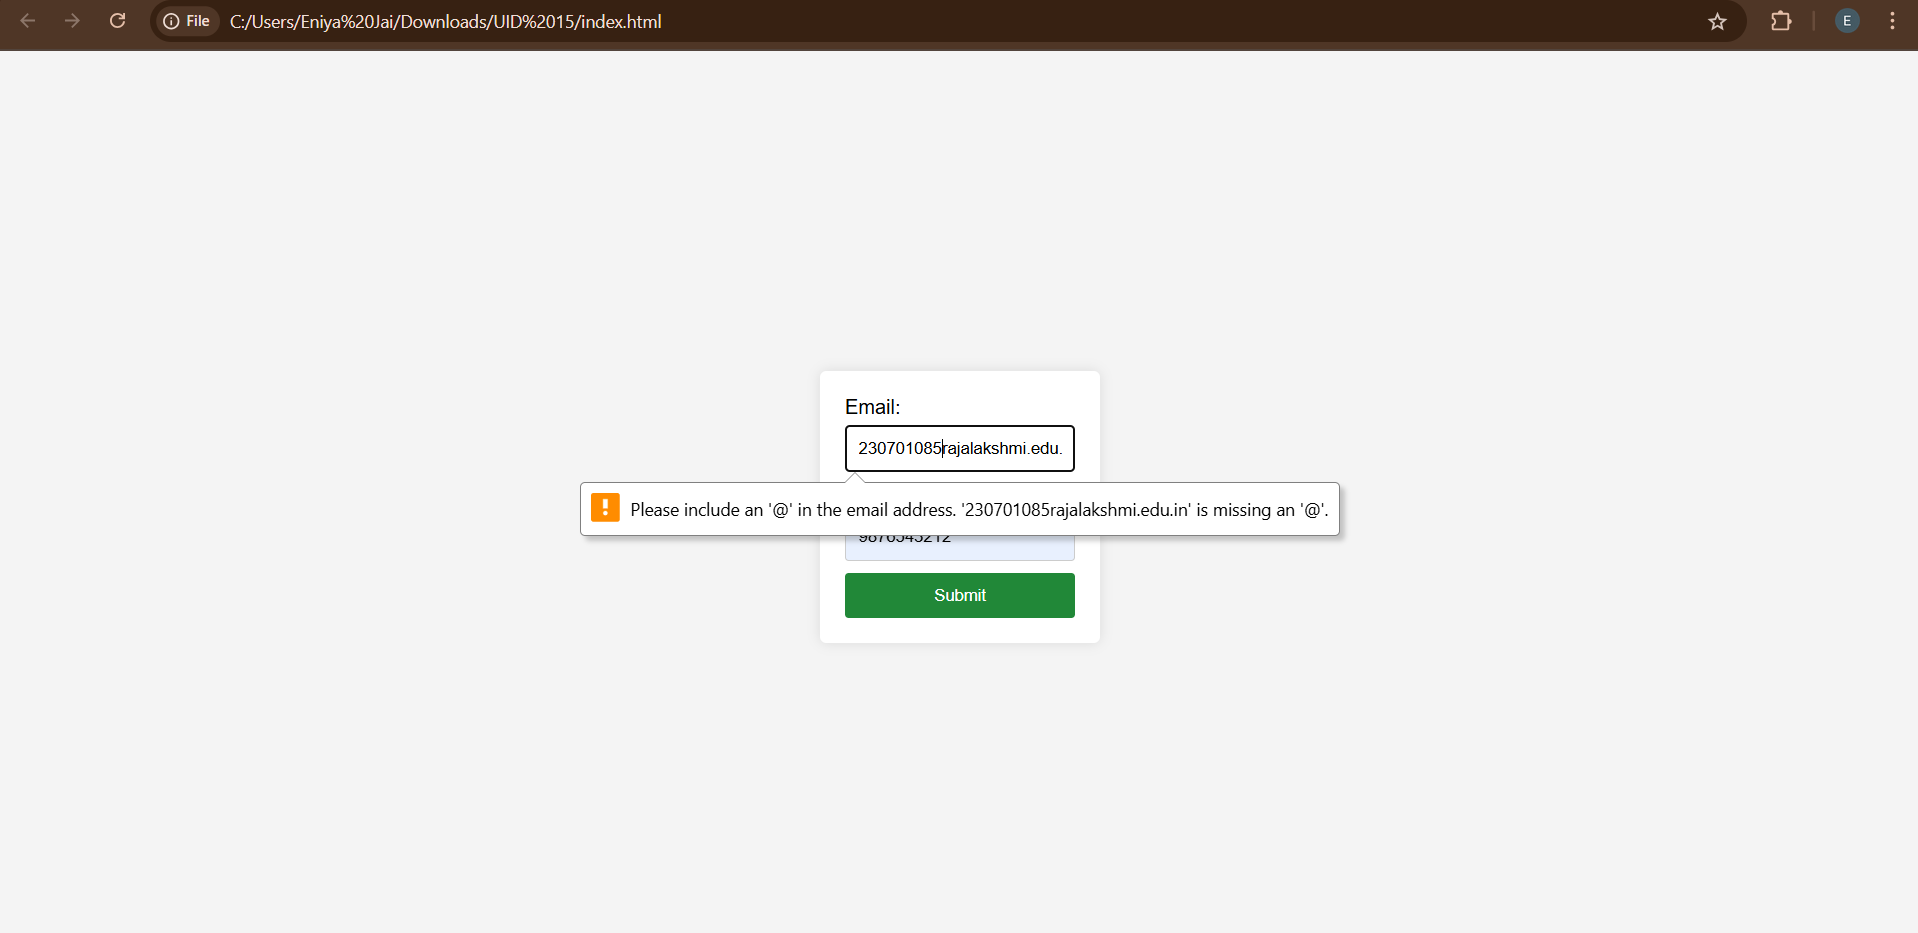 File C:/Users/Eniya%20Jai/Downloads/UID%2015/index.html E
Email:
230701085rajalakshmi.edu.
Please include an '@' in the email address. '230701085rajalakshmi.edu.in' is missing an '@'.
Submit